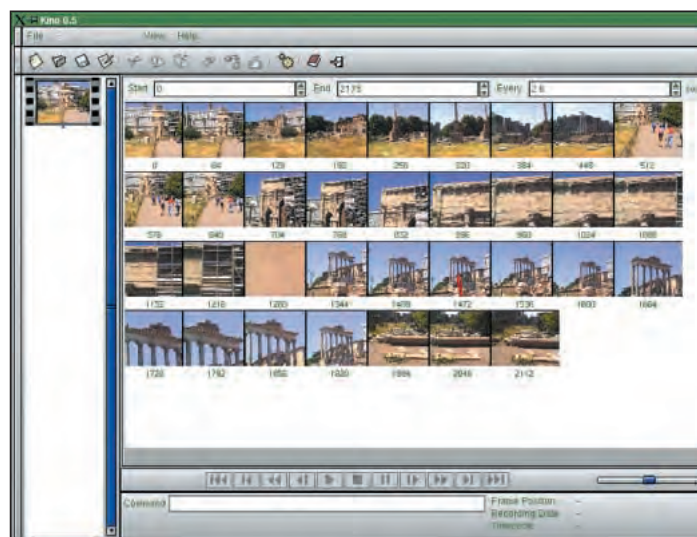 Kino 0.5
File View Help
Start 0 End 2175 Every 2.6
0 64 128 192 256 320 384 448 512
576 640 704 768 832 896 960 1024 1088
1152 1216 1280 1344 1408 1472 1536 1600 1664
1728 1792 1856 1920 1984 2048 2112
Command
Frame Position: --
Recording Date: --
Timecode: --